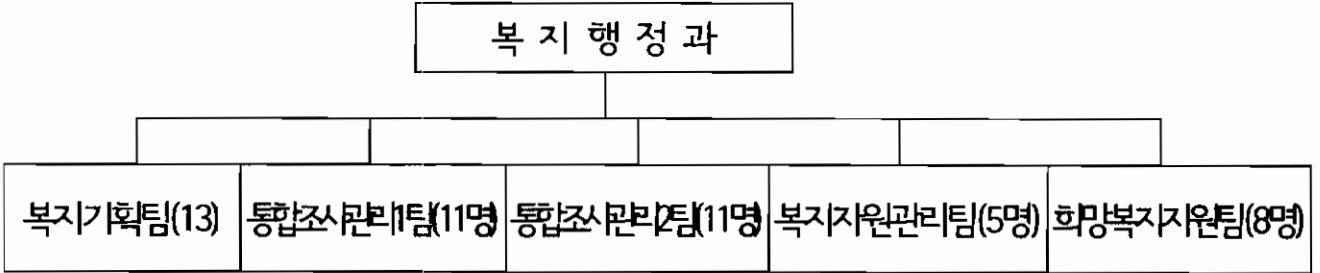 복 지 행 정 과
복지기획팀(13) 통합조사관리1팀(11명) 통합조사관리2팀(11명) 복지자원관리팀(5명) 희망복지지원팀(8명)